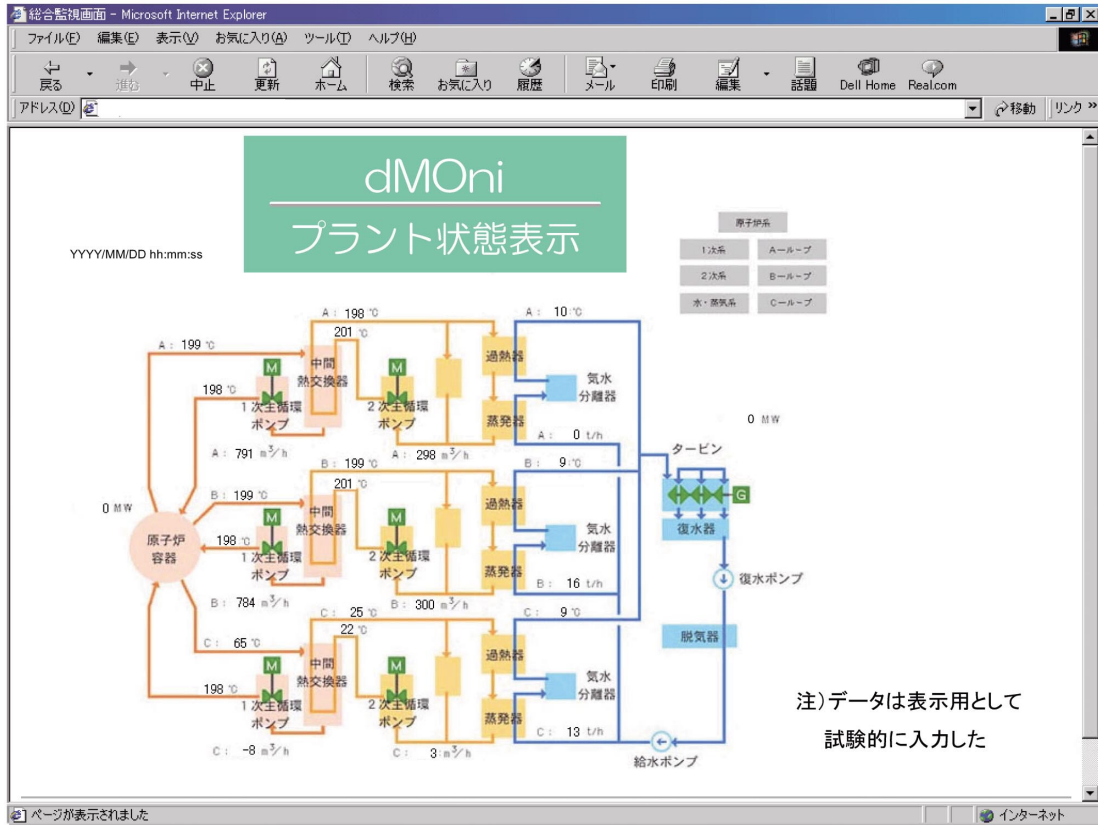 総合監視画面 - Microsoft Internet Explorer
ファイル(F) 編集(E) 表示(V) お気に入り(A) ツール(T) ヘルプ(H)
戻る 進む 中止 更新 ホーム 検索 お気に入り 履歴 メール 印刷 編集 話題 Dell Home Real.com
アドレス(D) 移動 リンク »
dMOni
プラント状態表示
YYYY/MM/DD hh:mm:ss
原子炉系
1次系 Aーループ
2次系 Bーループ
水・蒸気系 Cーループ
A: 198 ℃
A: 10 ℃
201 ℃
A: 199 ℃
M
中間
熱交換器
M
過熱器
気水
分離器
198 ℃
1次主循環
ポンプ
2次主循環
ポンプ
蒸発器
0 MW
A: 791 m³/h
A: 298 m³/h
A: 0 t/h
タービン
B: 199 ℃
B: 9 ℃
201 ℃
B: 199 ℃
0 MW
M
中間
熱交換器
M
過熱器
G
気水
分離器
復水器
原子炉
容器
198 ℃
1次主循環
ポンプ
2次主循環
ポンプ
蒸発器
復水ポンプ
B: 784 m³/h
B: 300 m³/h
B: 16 t/h
C: 25 ℃
C: 9 ℃
22 ℃
C: 65 ℃
脱気器
M
中間
熱交換器
M
過熱器
気水
分離器
198 ℃
1次主循環
ポンプ
2次主循環
ポンプ
蒸発器
C: -8 m³/h
C: 3 m³/h
C: 13 t/h
給水ポンプ
注)データは表示用として
試験的に入力した
ページが表示されました インターネット